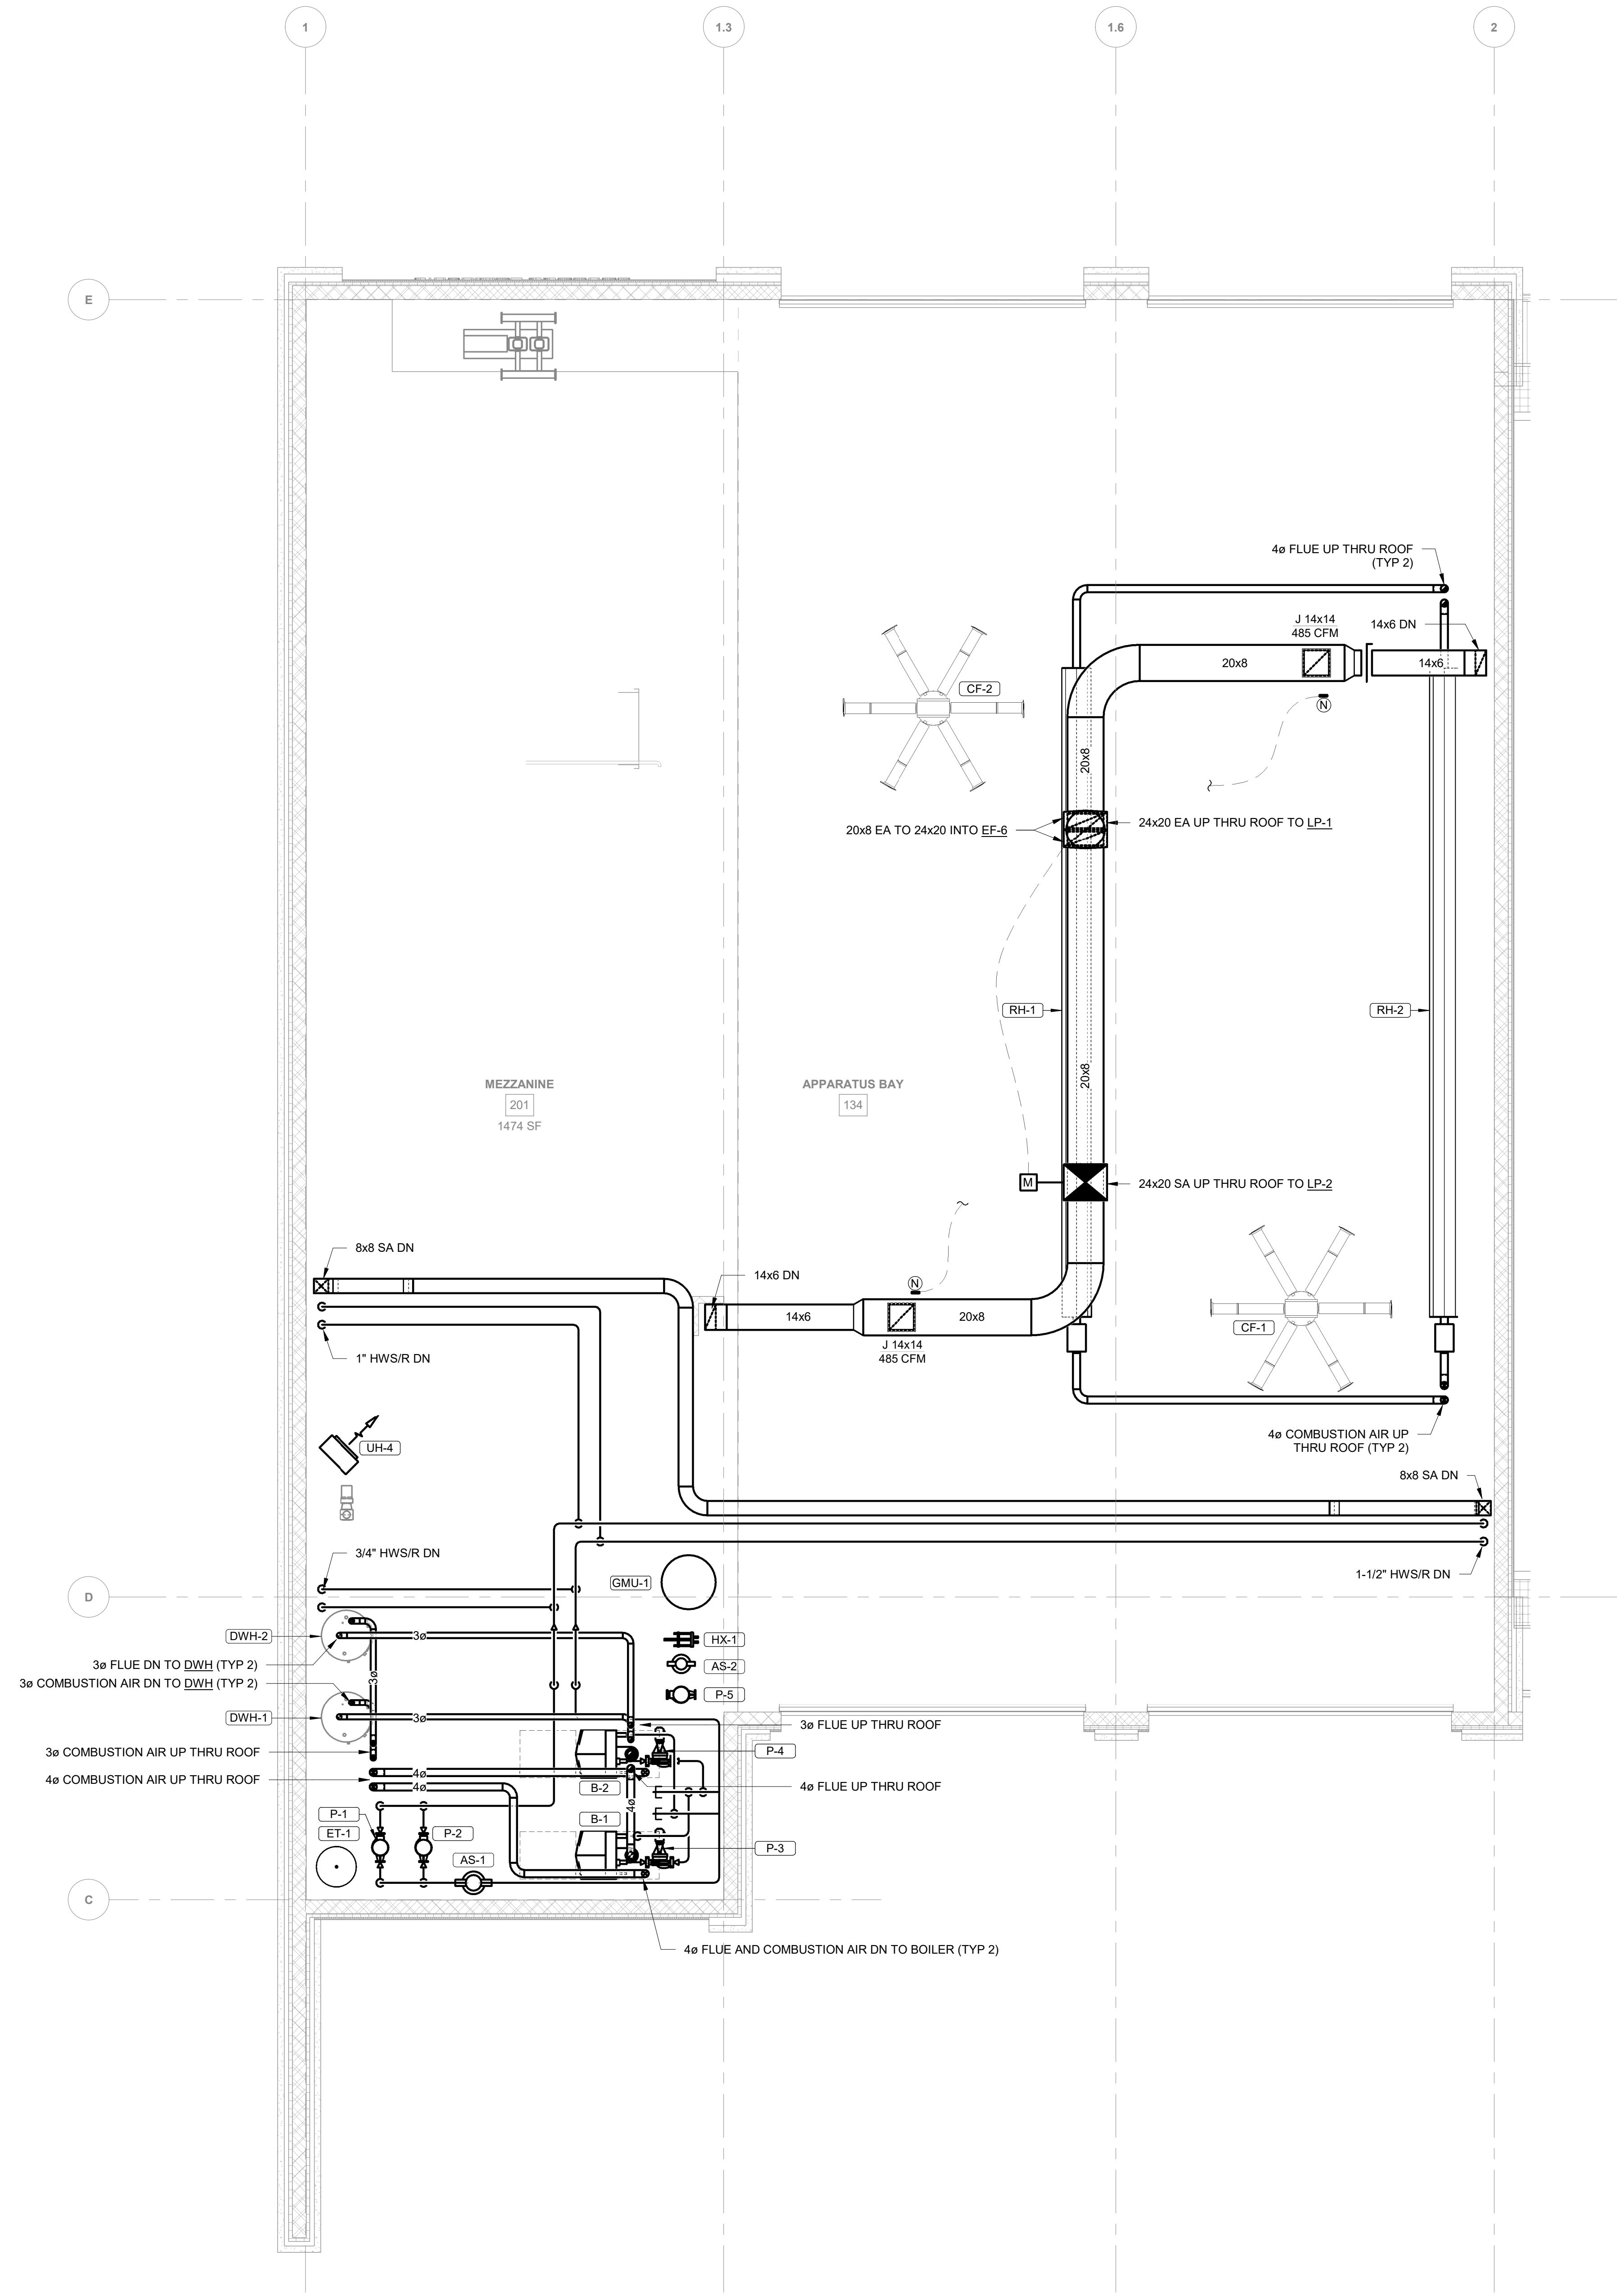 1
1.3
1.6
2
E
4ø FLUE UP THRU ROOF
(TYP 2)
J 14x14
485 CFM
14x6 DN
20x8
14x6
CF-2
N
20x8
20x8 EA TO 24x20 INTO EF-6
24x20 EA UP THRU ROOF TO LP-1
RH-1
RH-2
20x8
MEZZANINE
201
1474 SF
APPARATUS BAY
134
M
24x20 SA UP THRU ROOF TO LP-2
8x8 SA DN
14x6 DN
N
14x6
20x8
CF-1
J 14x14
485 CFM
1" HWS/R DN
4ø COMBUSTION AIR UP
THRU ROOF (TYP 2)
UH-4
8x8 SA DN
3/4" HWS/R DN
1-1/2" HWS/R DN
GMU-1
D
DWH-2
3ø
HX-1
3ø FLUE DN TO DWH (TYP 2)
AS-2
3ø
3ø COMBUSTION AIR DN TO DWH (TYP 2)
P-5
DWH-1
3ø
3ø FLUE UP THRU ROOF
3ø COMBUSTION AIR UP THRU ROOF
P-4
4ø
4ø COMBUSTION AIR UP THRU ROOF
4ø
B-2
4ø FLUE UP THRU ROOF
4ø
P-1
B-1
ET-1
P-2
P-3
AS-1
C
4ø FLUE AND COMBUSTION AIR DN TO BOILER (TYP 2)